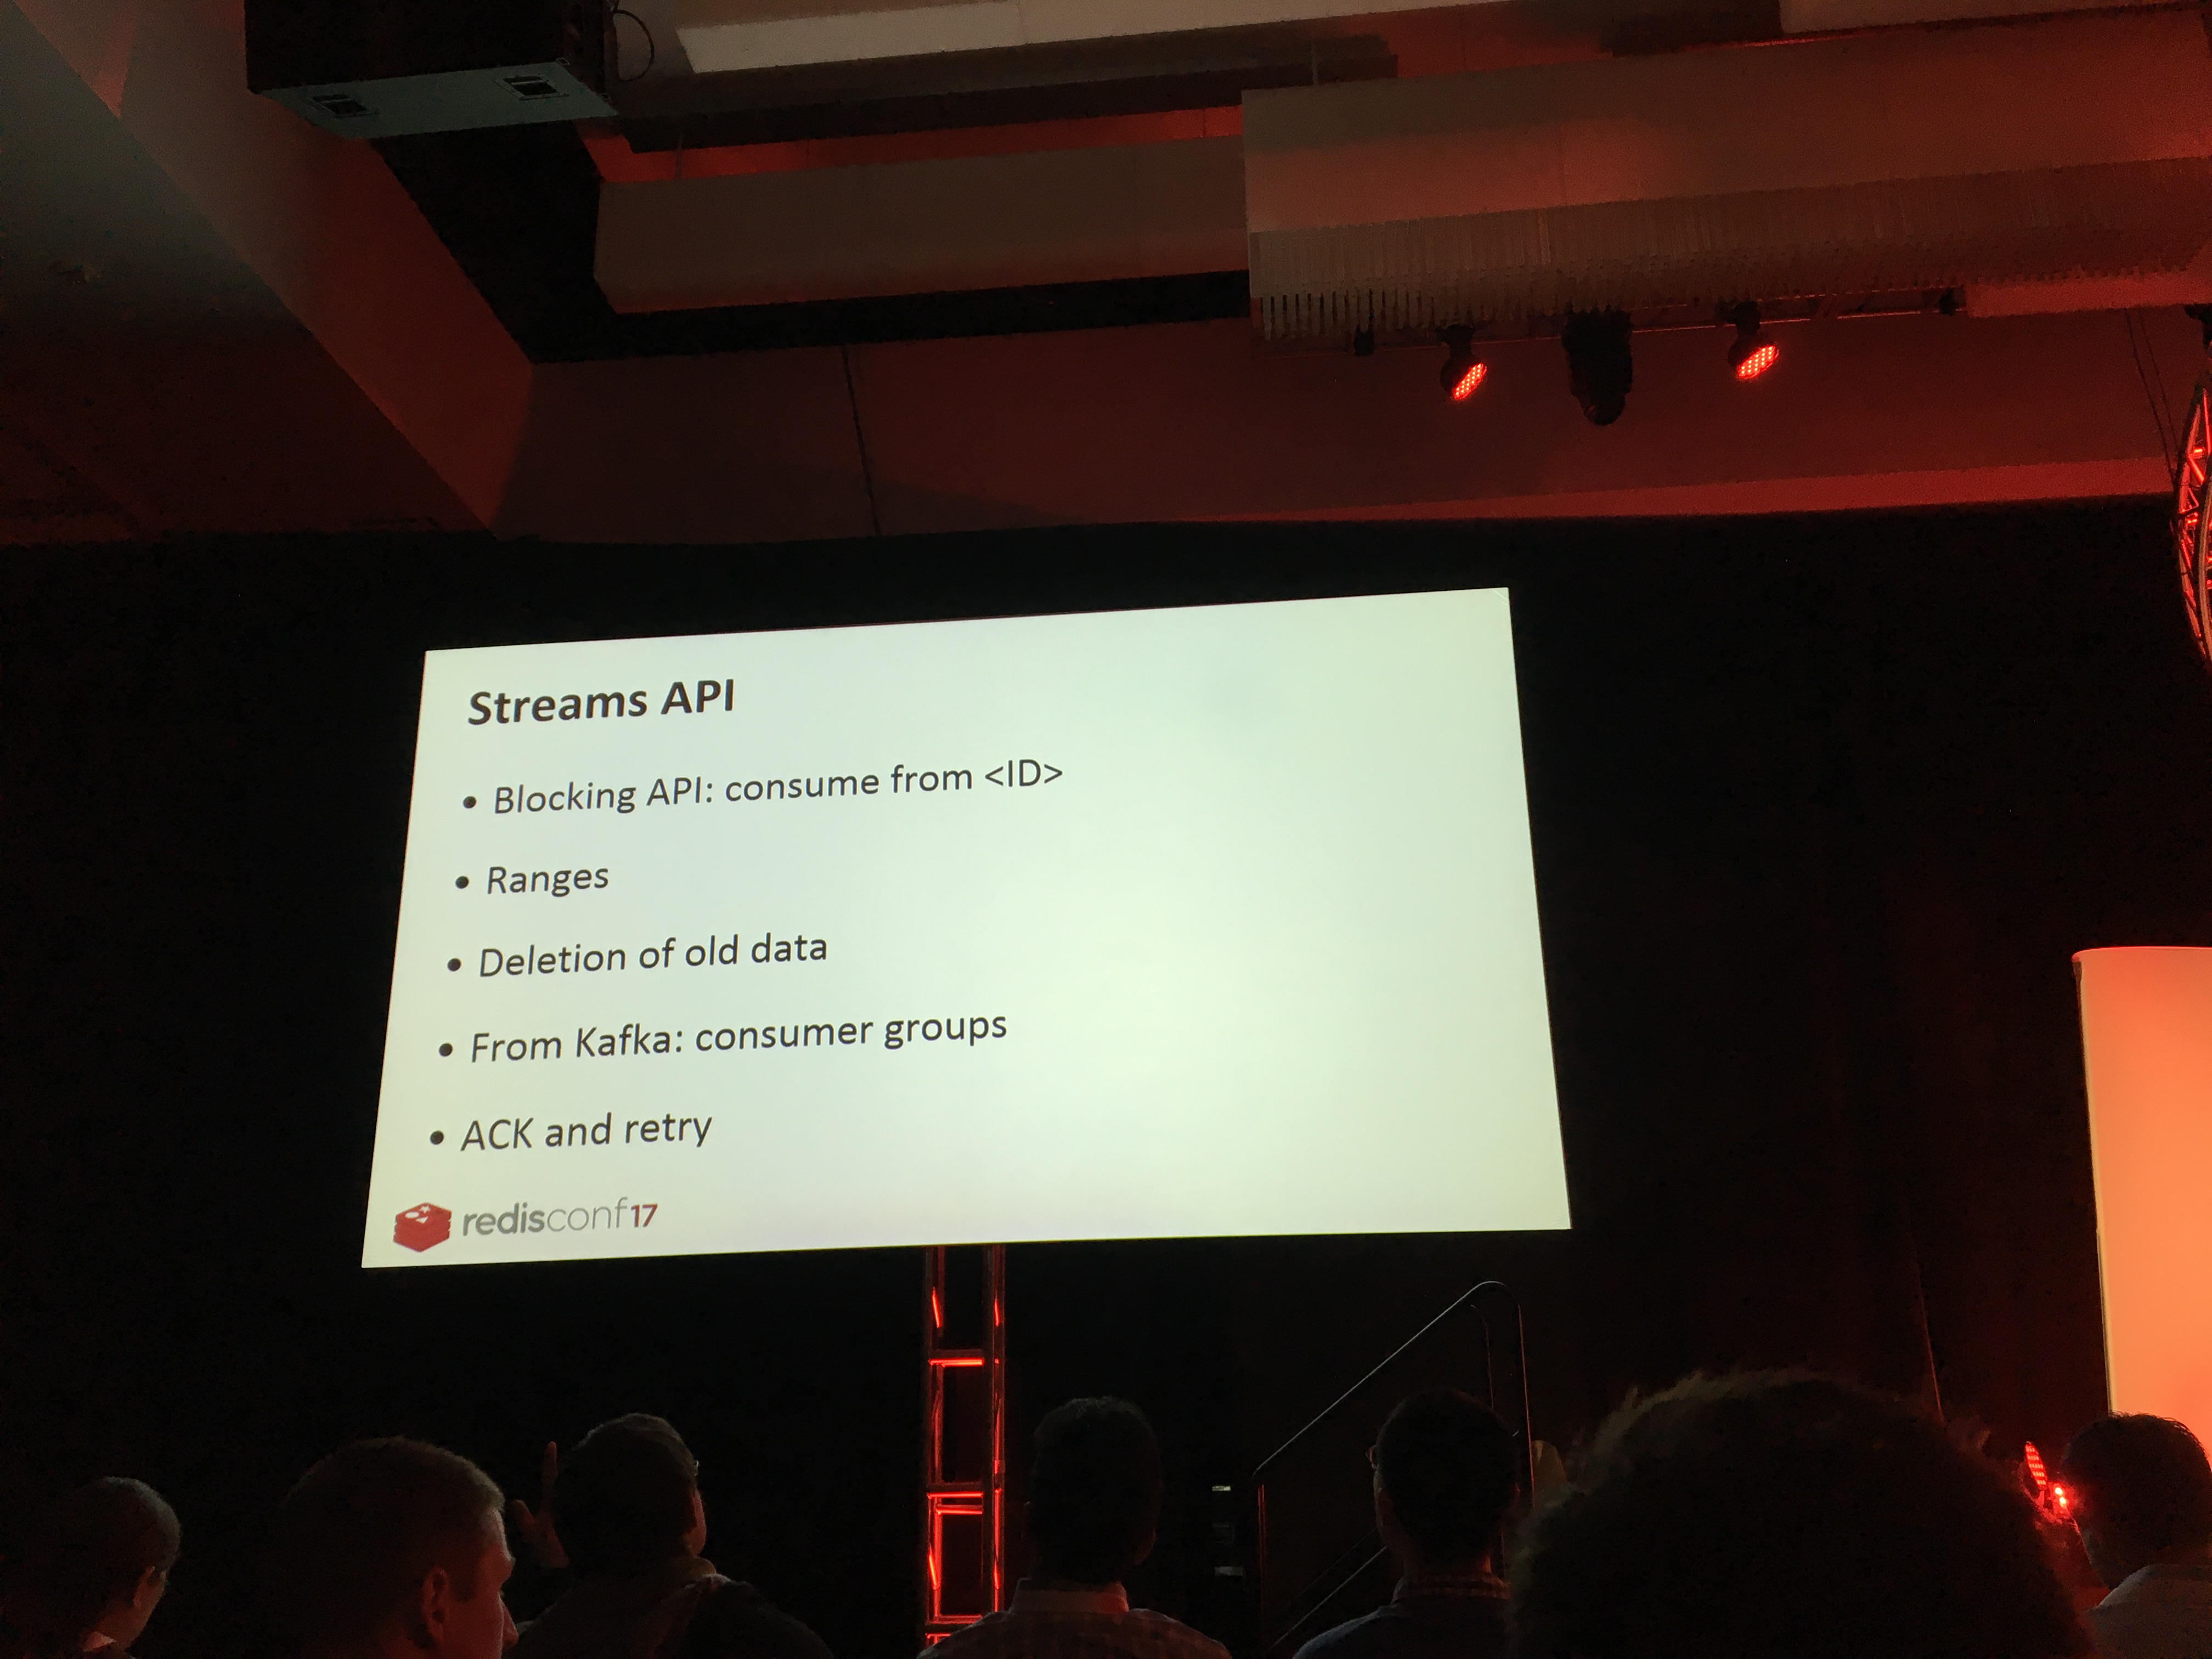 Streams API
• Blocking API: consume from <ID>
• Ranges
• Deletion of old data
• From Kafka: consumer groups
• ACK and retry
redisconf17